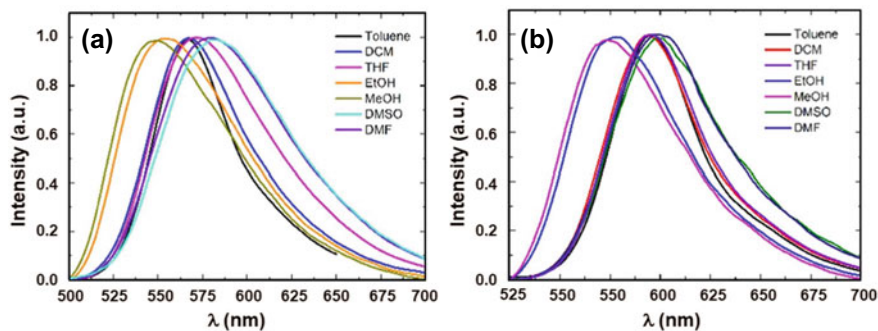 (a)
Toluene
DCM
THF
EtOH
MeOH
DMSO
DMF
Intensity (a.u.)
1.0
0.8
0.6
0.4
0.2
0.0
500 525 550 575 600 625 650 675 700
λ (nm)
(b)
Toluene
DCM
THF
EtOH
MeOH
DMSO
DMF
Intensity (a.u.)
1.0
0.8
0.6
0.4
0.2
0.0
525 550 575 600 625 650 675 700
λ (nm)